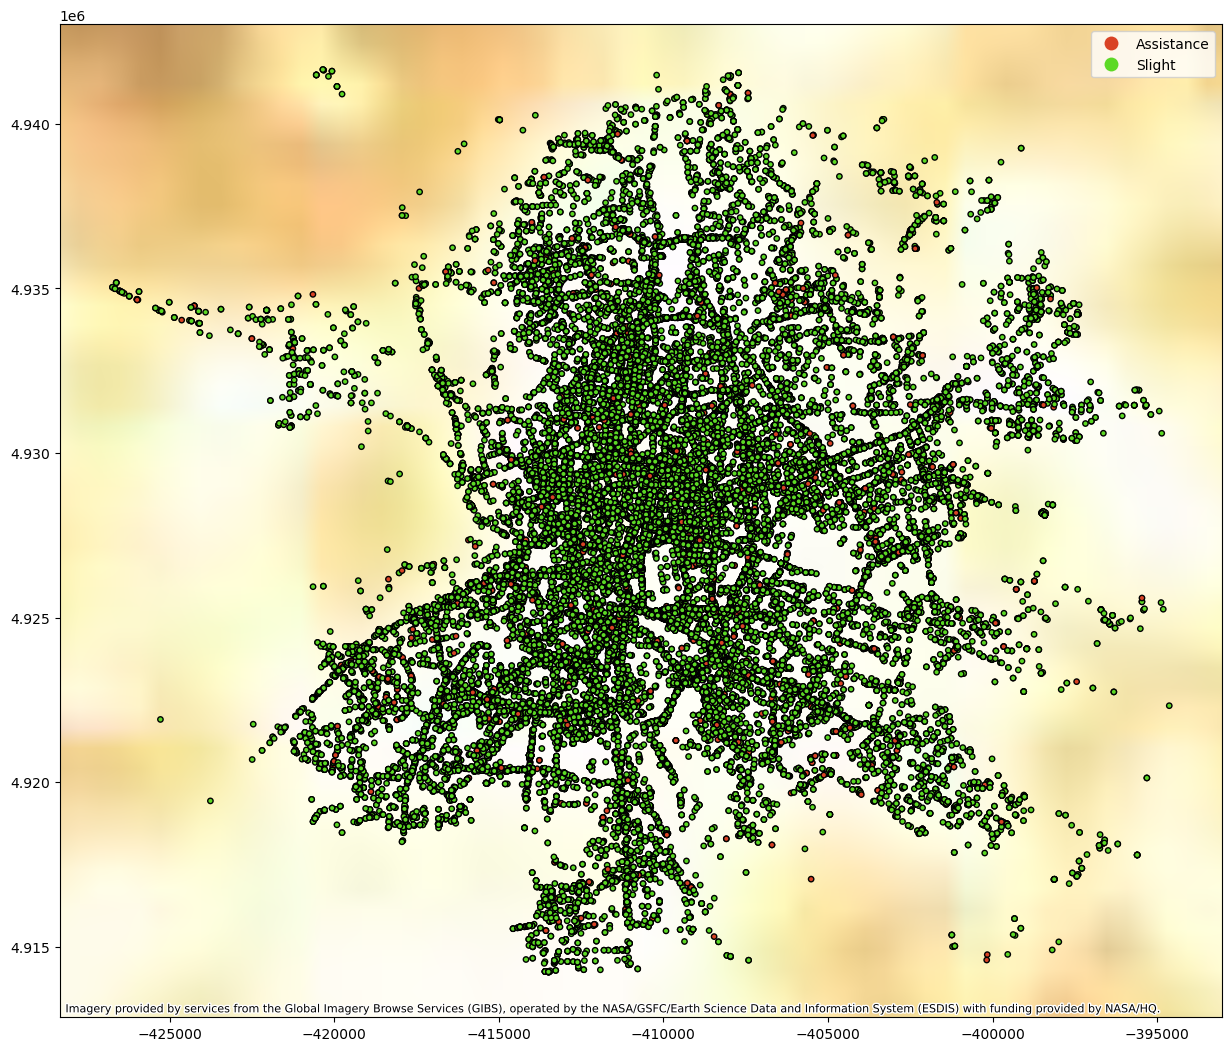 1e6
Assistance
Slight
4.940
4.935
4.930
4.925
4.920
4.915
Imagery provided by services from the Global Imagery Browse Services (GIBS), operated by the NASA/GSFC/Earth Science Data and Information System (ESDIS) with funding provided by NASA/HQ.
−425000 −420000 −415000 −410000 −405000 −400000 −395000